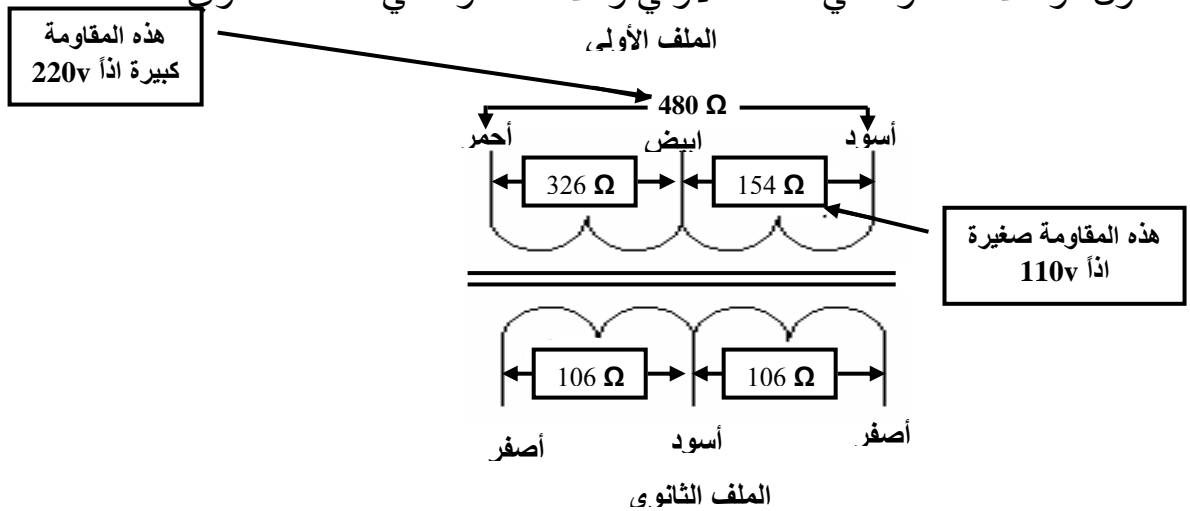 الملف الأولي
هذه المقاومة
كبيرة اذاً 220v
480 Ω
أحمر
ابيض
أسود
326 Ω
154 Ω
هذه المقاومة صغيرة
اذاً 110v
106 Ω
106 Ω
أصفر
أسود
أصفر
الملف الثانوي